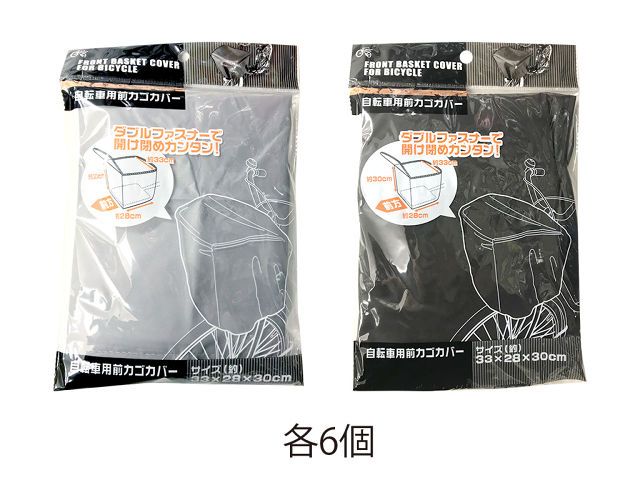 FRONT BASKET COVER
FOR BICYCLE
自転車用前カゴカバー
ダブルファスナーで
開け閉めカンタン!
約33cm
前方
約28cm
自転車用前カゴカバー
サイズ(約)
33×28×30cm
FRONT BASKET COVER
FOR BICYCLE
自転車用前カゴカバー
ダブルファスナーで
開け閉めカンタン!
約33cm
約30cm
前方
約28cm
自転車用前カゴカバー
サイズ(約)
33×28×30cm
各6個